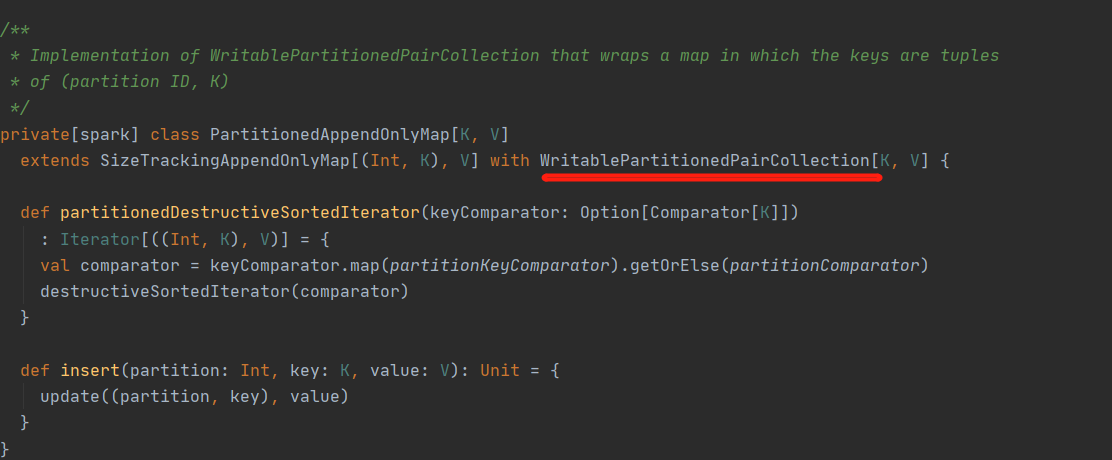 /**
 * Implementation of WritablePartitionedPairCollection that wraps a map in which the keys are tuples
 * of (partition ID, K)
 */
private[spark] class PartitionedAppendOnlyMap[K, V]
  extends SizeTrackingAppendOnlyMap[(Int, K), V] with WritablePartitionedPairCollection[K, V] {

  def partitionedDestructiveSortedIterator(keyComparator: Option[Comparator[K]])
    : Iterator[((Int, K), V)] = {
    val comparator = keyComparator.map(partitionKeyComparator).getOrElse(partitionComparator)
    destructiveSortedIterator(comparator)
  }

  def insert(partition: Int, key: K, value: V): Unit = {
    update((partition, key), value)
  }
}